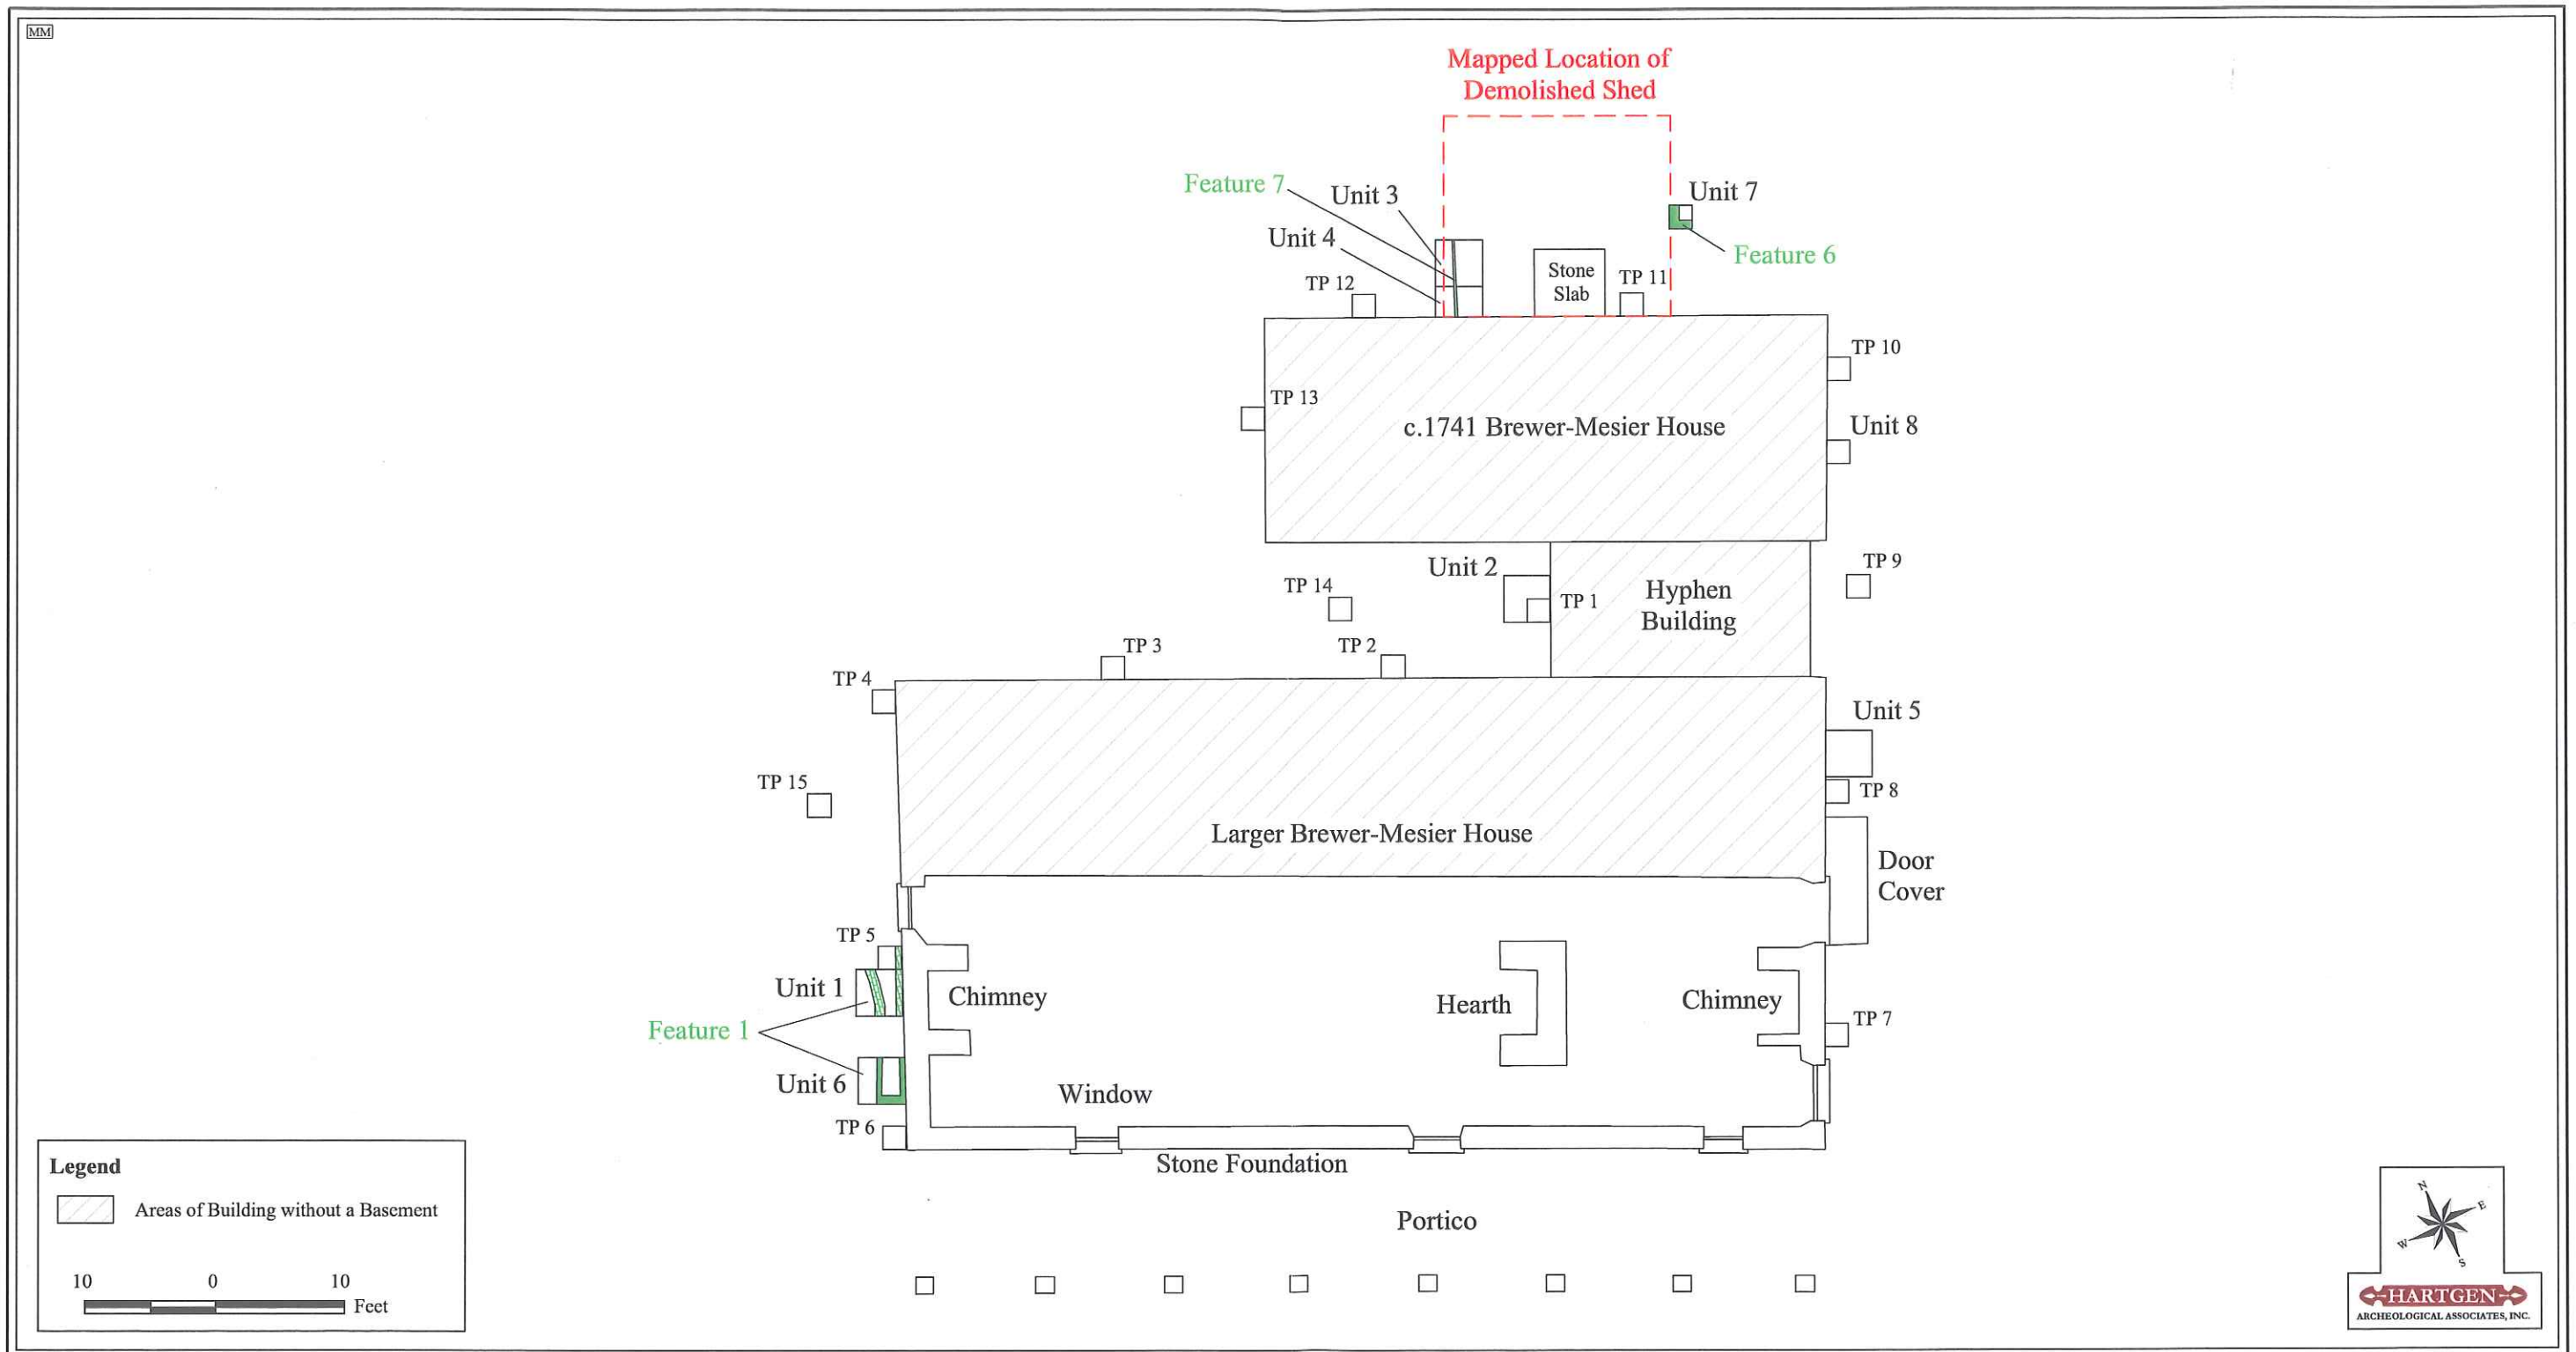 MM
Mapped Location of
Demolished Shed
Feature 7
Unit 3
Unit 7
Unit 4
Feature 6
TP 12
Stone
Slab
TP 11
TP 10
TP 13
c.1741 Brewer-Mesier House
Unit 8
Unit 2
TP 9
TP 14
TP 1
Hyphen
Building
TP 3
TP 2
TP 4
Unit 5
TP 15
TP 8
Larger Brewer-Mesier House
Door
Cover
TP 5
Unit 1
Chimney
Hearth
Chimney
Feature 1
TP 7
Unit 6
Window
TP 6
Stone Foundation
Portico
Legend
Areas of Building without a Basement
10 0 10
Feet
N
E
W
S
HARTGEN
ARCHEOLOGICAL ASSOCIATES, INC.